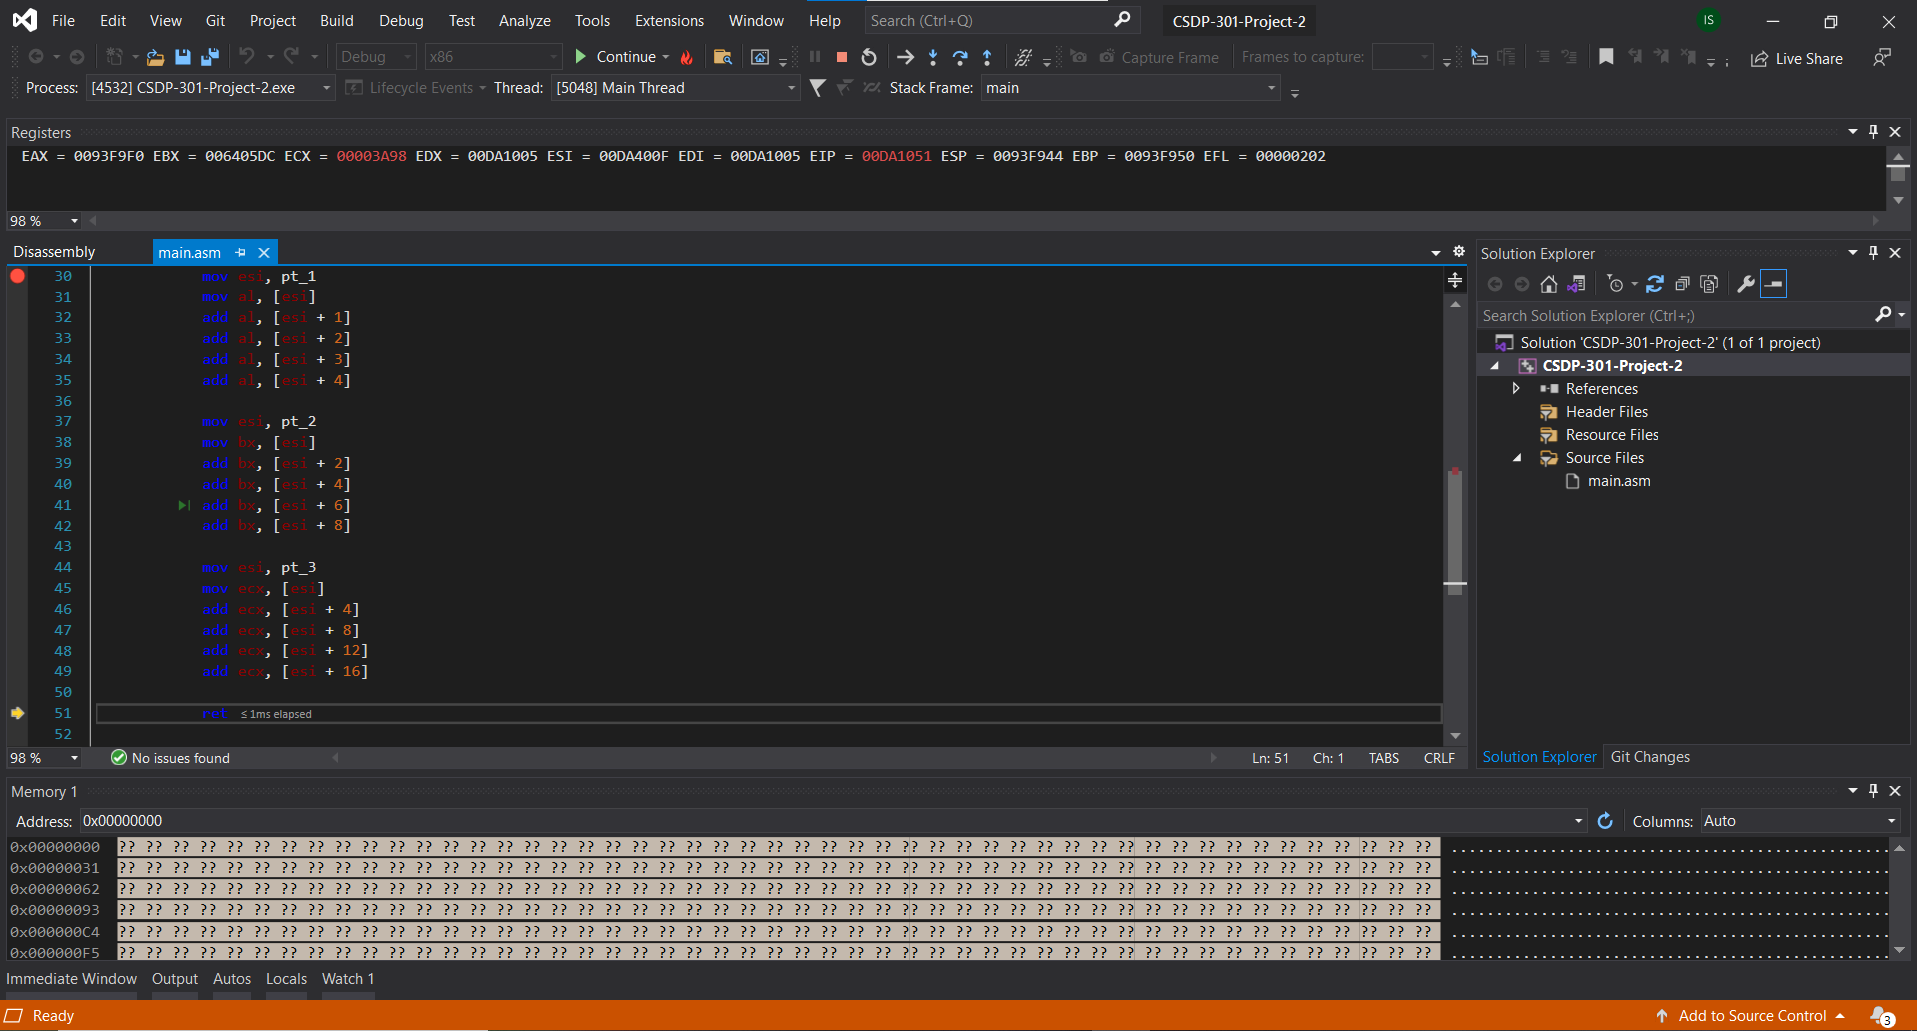 File Edit View Git Project Build Debug Test Analyze Tools Extensions Window Help Search (Ctrl+Q) CSDP-301-Project-2 IS
Debug x86 Continue Capture Frame Frames to capture: Live Share
Process: [4532] CSDP-301-Project-2.exe Lifecycle Events Thread: [5048] Main Thread Stack Frame: main
Registers
EAX = 0093F9F0 EBX = 006405DC ECX = 00003A98 EDX = 00DA1005 ESI = 00DA400F EDI = 00DA1005 EIP = 00DA1051 ESP = 0093F944 EBP = 0093F950 EFL = 00000202
98 %
Disassembly main.asm
30 mov esi, pt_1
31 mov al, [esi]
32 add al, [esi + 1]
33 add al, [esi + 2]
34 add al, [esi + 3]
35 add al, [esi + 4]
36
37 mov esi, pt_2
38 mov bx, [esi]
39 add bx, [esi + 2]
40 add bx, [esi + 4]
41 add bx, [esi + 6]
42 add bx, [esi + 8]
43
44 mov esi, pt_3
45 mov ecx, [esi]
46 add ecx, [esi + 4]
47 add ecx, [esi + 8]
48 add ecx, [esi + 12]
49 add ecx, [esi + 16]
50
51 ret ≤ 1ms elapsed
52
98 % No issues found Ln: 51 Ch: 1 TABS CRLF
Solution Explorer
Search Solution Explorer (Ctrl+;)
Solution 'CSDP-301-Project-2' (1 of 1 project)
CSDP-301-Project-2
References
Header Files
Resource Files
Source Files
main.asm
Solution Explorer Git Changes
Memory 1
Address: 0x00000000 Columns: Auto
0x00000000 ?? ?? ?? ?? ?? ?? ?? ?? ?? ?? ?? ?? ?? ?? ?? ?? ?? ?? ?? ?? ?? ?? ?? ?? ?? ?? ?? ?? ?? ?? ?? ?? ?? ?? ?? ?? ?? ?? ?? ?? ?? ?? ?? ?? ?? ?? ?? ?? ?? .................................................
0x00000031 ?? ?? ?? ?? ?? ?? ?? ?? ?? ?? ?? ?? ?? ?? ?? ?? ?? ?? ?? ?? ?? ?? ?? ?? ?? ?? ?? ?? ?? ?? ?? ?? ?? ?? ?? ?? ?? ?? ?? ?? ?? ?? ?? ?? ?? ?? ?? ?? ?? .................................................
0x00000062 ?? ?? ?? ?? ?? ?? ?? ?? ?? ?? ?? ?? ?? ?? ?? ?? ?? ?? ?? ?? ?? ?? ?? ?? ?? ?? ?? ?? ?? ?? ?? ?? ?? ?? ?? ?? ?? ?? ?? ?? ?? ?? ?? ?? ?? ?? ?? ?? ?? .................................................
0x00000093 ?? ?? ?? ?? ?? ?? ?? ?? ?? ?? ?? ?? ?? ?? ?? ?? ?? ?? ?? ?? ?? ?? ?? ?? ?? ?? ?? ?? ?? ?? ?? ?? ?? ?? ?? ?? ?? ?? ?? ?? ?? ?? ?? ?? ?? ?? ?? ?? ?? .................................................
0x000000C4 ?? ?? ?? ?? ?? ?? ?? ?? ?? ?? ?? ?? ?? ?? ?? ?? ?? ?? ?? ?? ?? ?? ?? ?? ?? ?? ?? ?? ?? ?? ?? ?? ?? ?? ?? ?? ?? ?? ?? ?? ?? ?? ?? ?? ?? ?? ?? ?? ?? .................................................
0x000000F5 ?? ?? ?? ?? ?? ?? ?? ?? ?? ?? ?? ?? ?? ?? ?? ?? ?? ?? ?? ?? ?? ?? ?? ?? ?? ?? ?? ?? ?? ?? ?? ?? ?? ?? ?? ?? ?? ?? ?? ?? ?? ?? ?? ?? ?? ?? ?? ?? ?? .................................................
Immediate Window Output Autos Locals Watch 1
Ready Add to Source Control 3